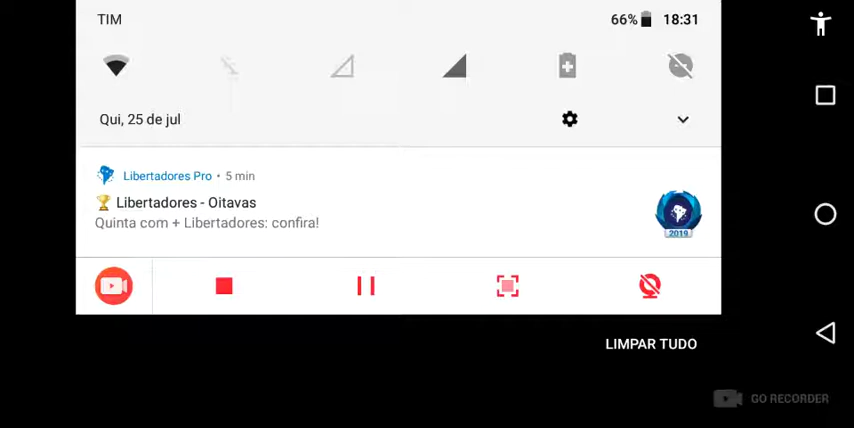 TIM
66% 18:31
Qui, 25 de jul
Libertadores Pro • 5 min
🏆 Libertadores - Oitavas
Quinta com + Libertadores: confira!
2019
LIMPAR TUDO
GO RECORDER